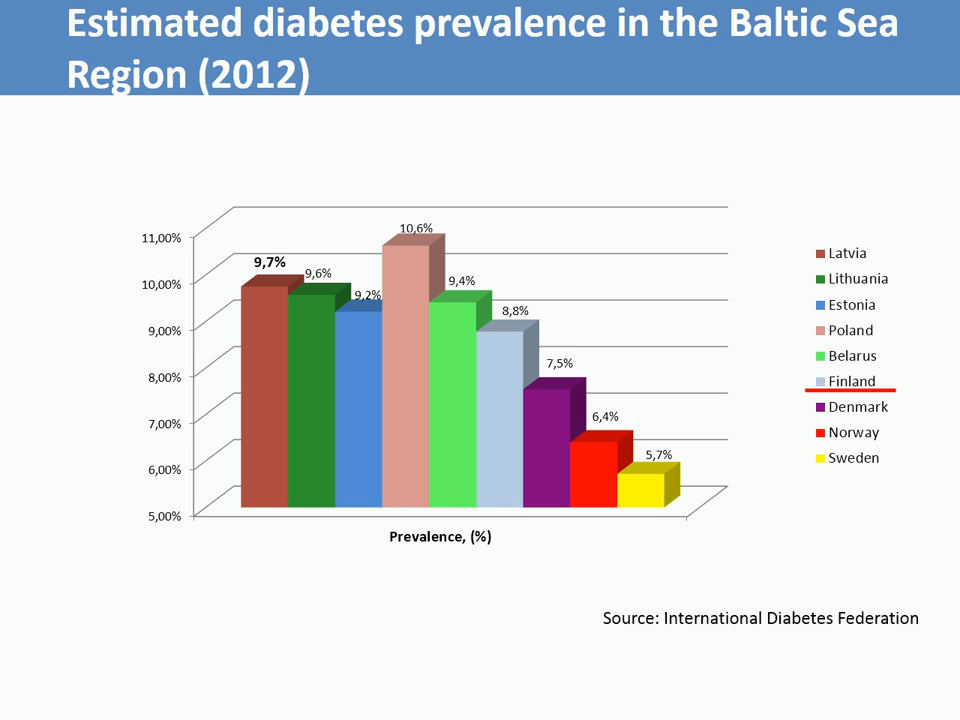 Estimated diabetes prevalence in the Baltic Sea
Region (2012)
11,00%
10,00%
9,00%
8,00%
7,00%
6,00%
5,00%
9,7%
9,6%
9,2%
10,6%
9,4%
8,8%
7,5%
6,4%
5,7%
Prevalence, (%)
Latvia
Lithuania
Estonia
Poland
Belarus
Finland
Denmark
Norway
Sweden
Source: International Diabetes Federation